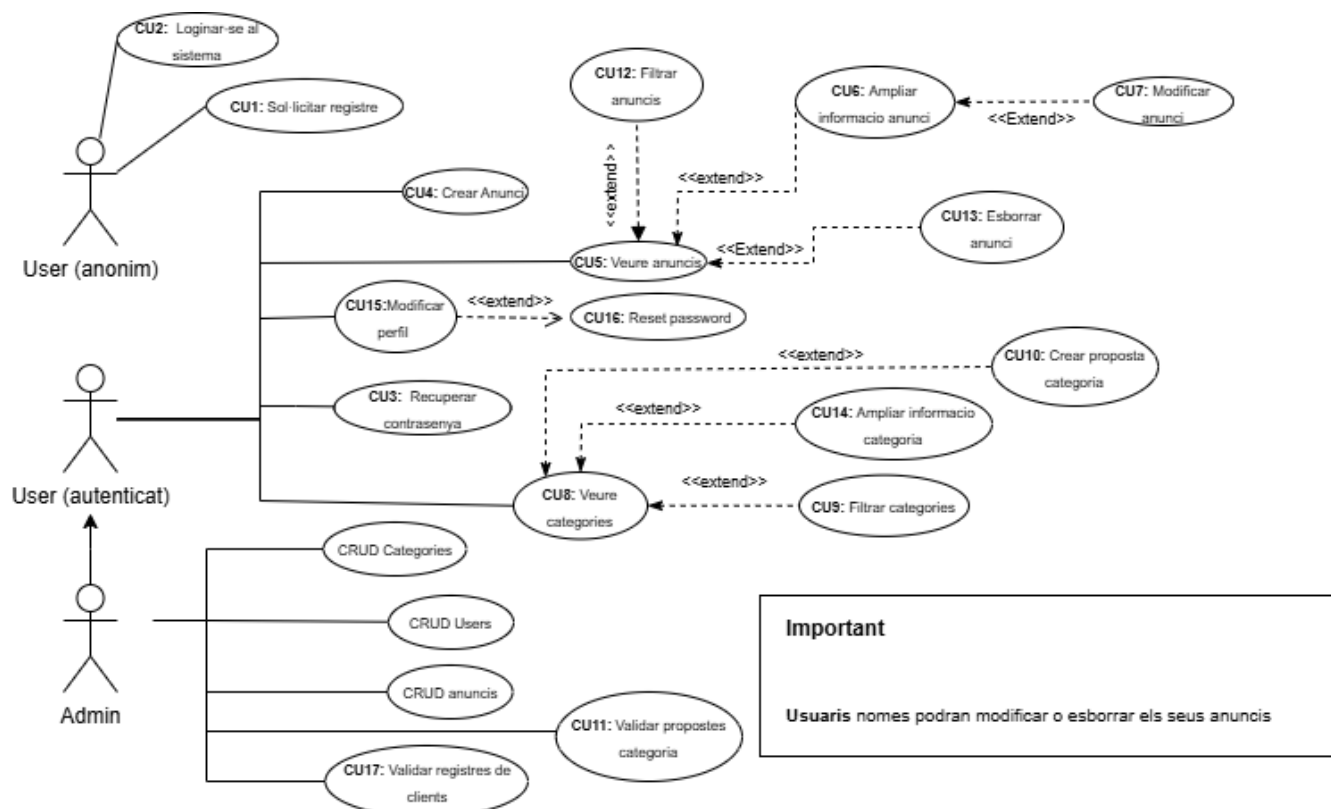 CU2: Loginar-se al
sistema
CU1: Sol·licitar registre
User (anonim)
CU12: Filtrar
anuncis
CU6: Ampliar
informacio anunci
CU7: Modificar
anunci
<<Extend>>
<<extend>>
<<extend>>
CU4: Crear Anunci
CU13: Esborrar
anunci
<<Extend>>
CU5: Veure anuncis
CU15:Modificar
perfil
<<extend>>
CU16: Reset password
<<extend>>
CU10: Crear proposta
categoria
CU3: Recuperar
contrasenya
<<extend>>
CU14: Ampliar informacio
categoria
User (autenticat)
CU8: Veure
categories
<<extend>>
CU9: Filtrar categories
CRUD Categories
CRUD Users
CRUD anuncis
Admin
CU11: Validar propostes
categoria
CU17: Validar registres de
clients
Important
Usuaris nomes podran modificar o esborrar els seus anuncis